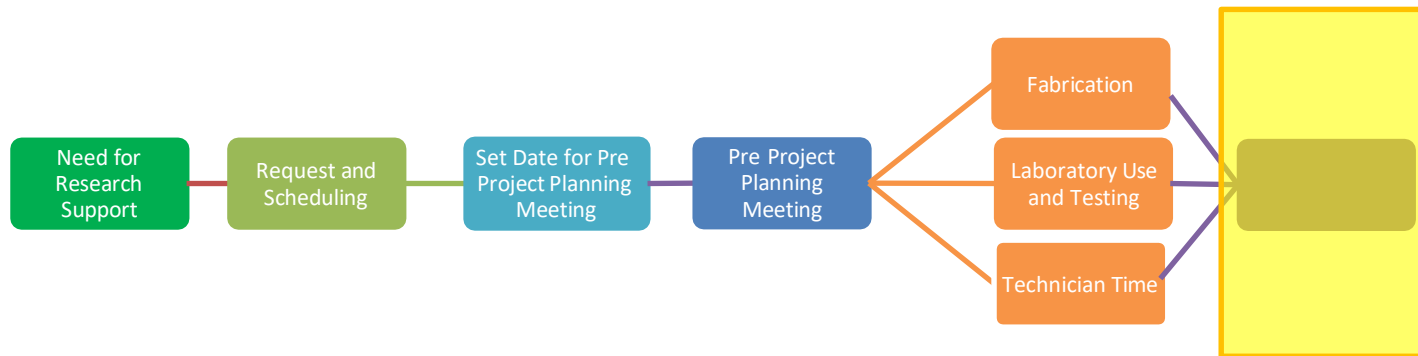 Need for
Research
Support
Request and
Scheduling
Set Date for Pre
Project Planning
Meeting
Pre Project
Planning
Meeting
Fabrication
Laboratory Use
and Testing
Technician Time